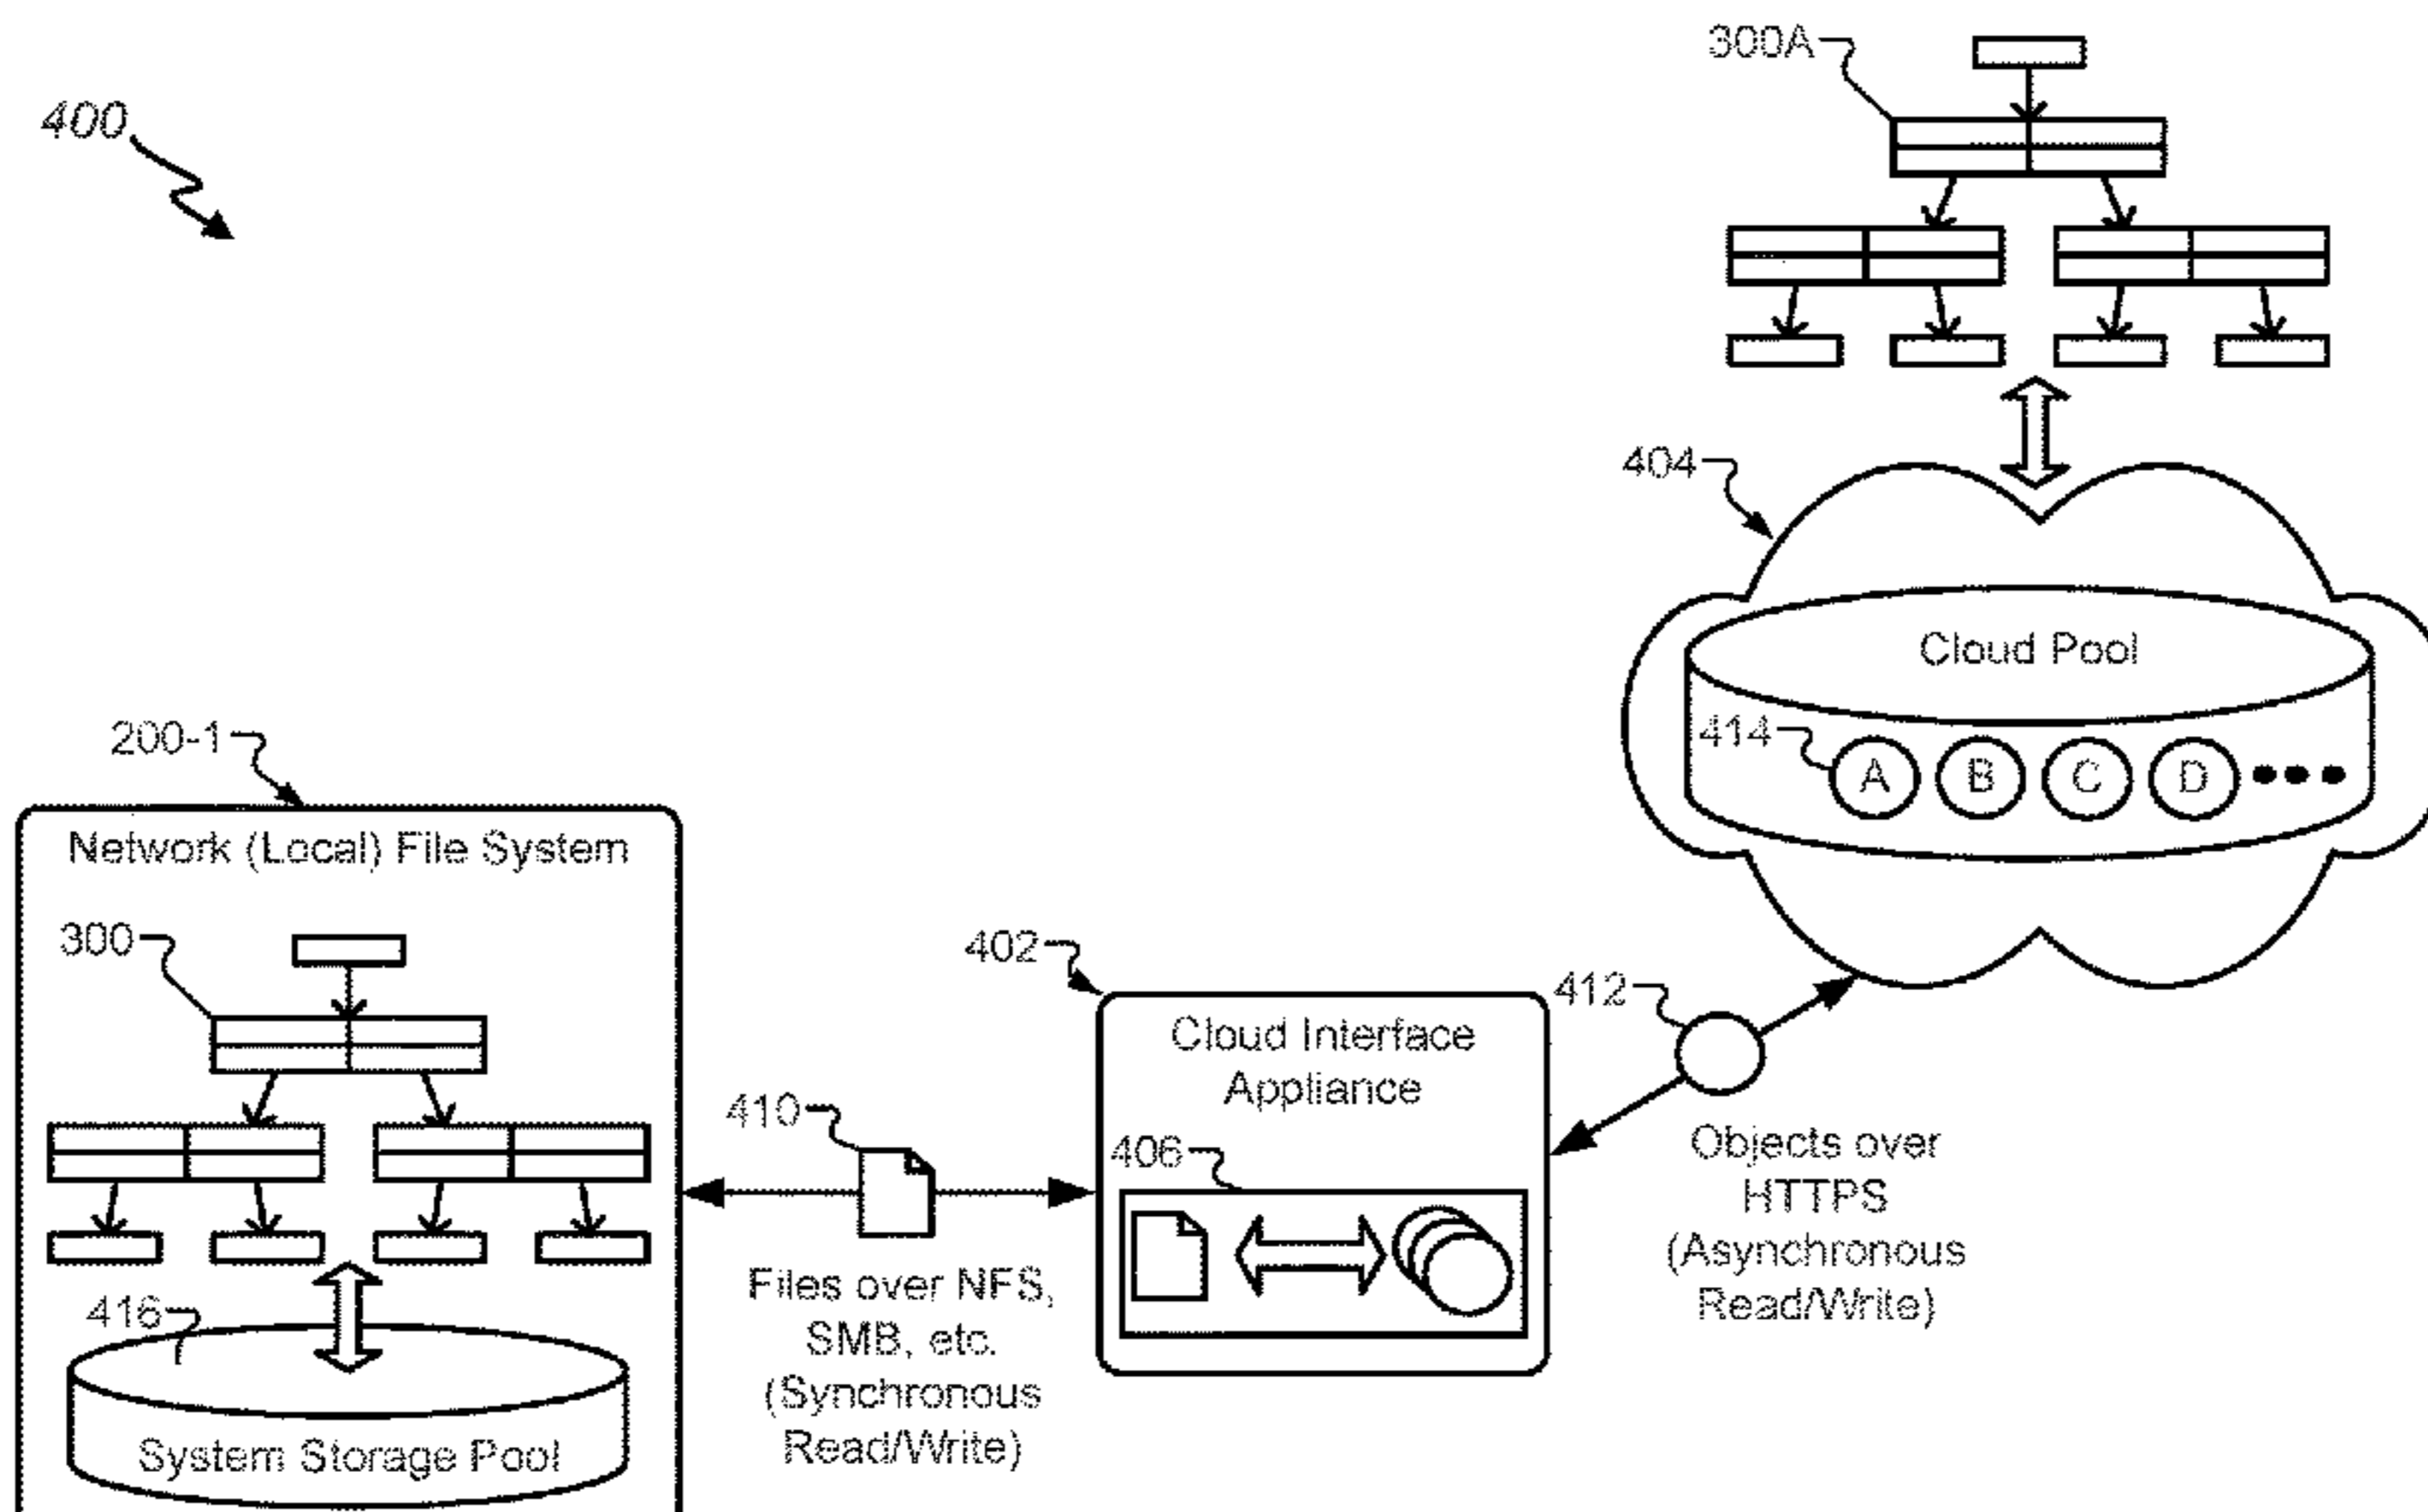 300A
400
404
Cloud Pool
414
A B C D
200-1
Network (Local) File System
300
402
412
Cloud Interface
Appliance
410
406
Objects over
HTTPS
(Asynchronous
Read/Write)
Files over NFS,
SMB, etc.
(Synchronous
Read/Write)
416
System Storage Pool